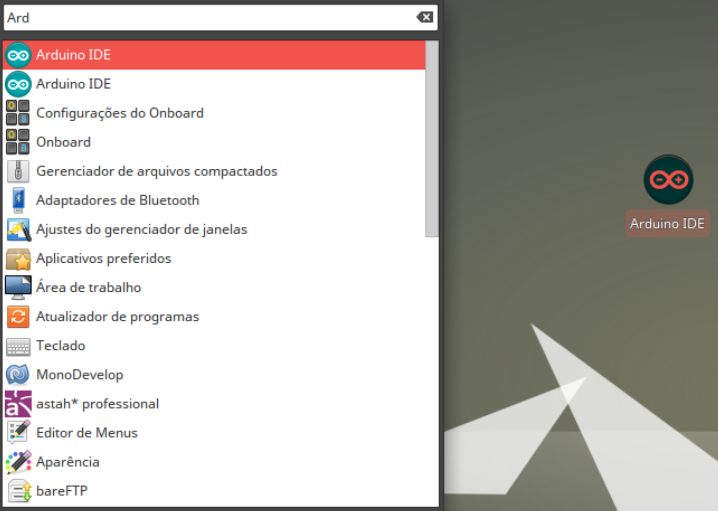 Ard
Arduino IDE
Arduino IDE
Configurações do Onboard
Onboard
Gerenciador de arquivos compactados
Adaptadores de Bluetooth
Ajustes do gerenciador de janelas
Aplicativos preferidos
Área de trabalho
Atualizador de programas
Teclado
MonoDevelop
astah* professional
Editor de Menus
Aparência
bareFTP
Arduino IDE